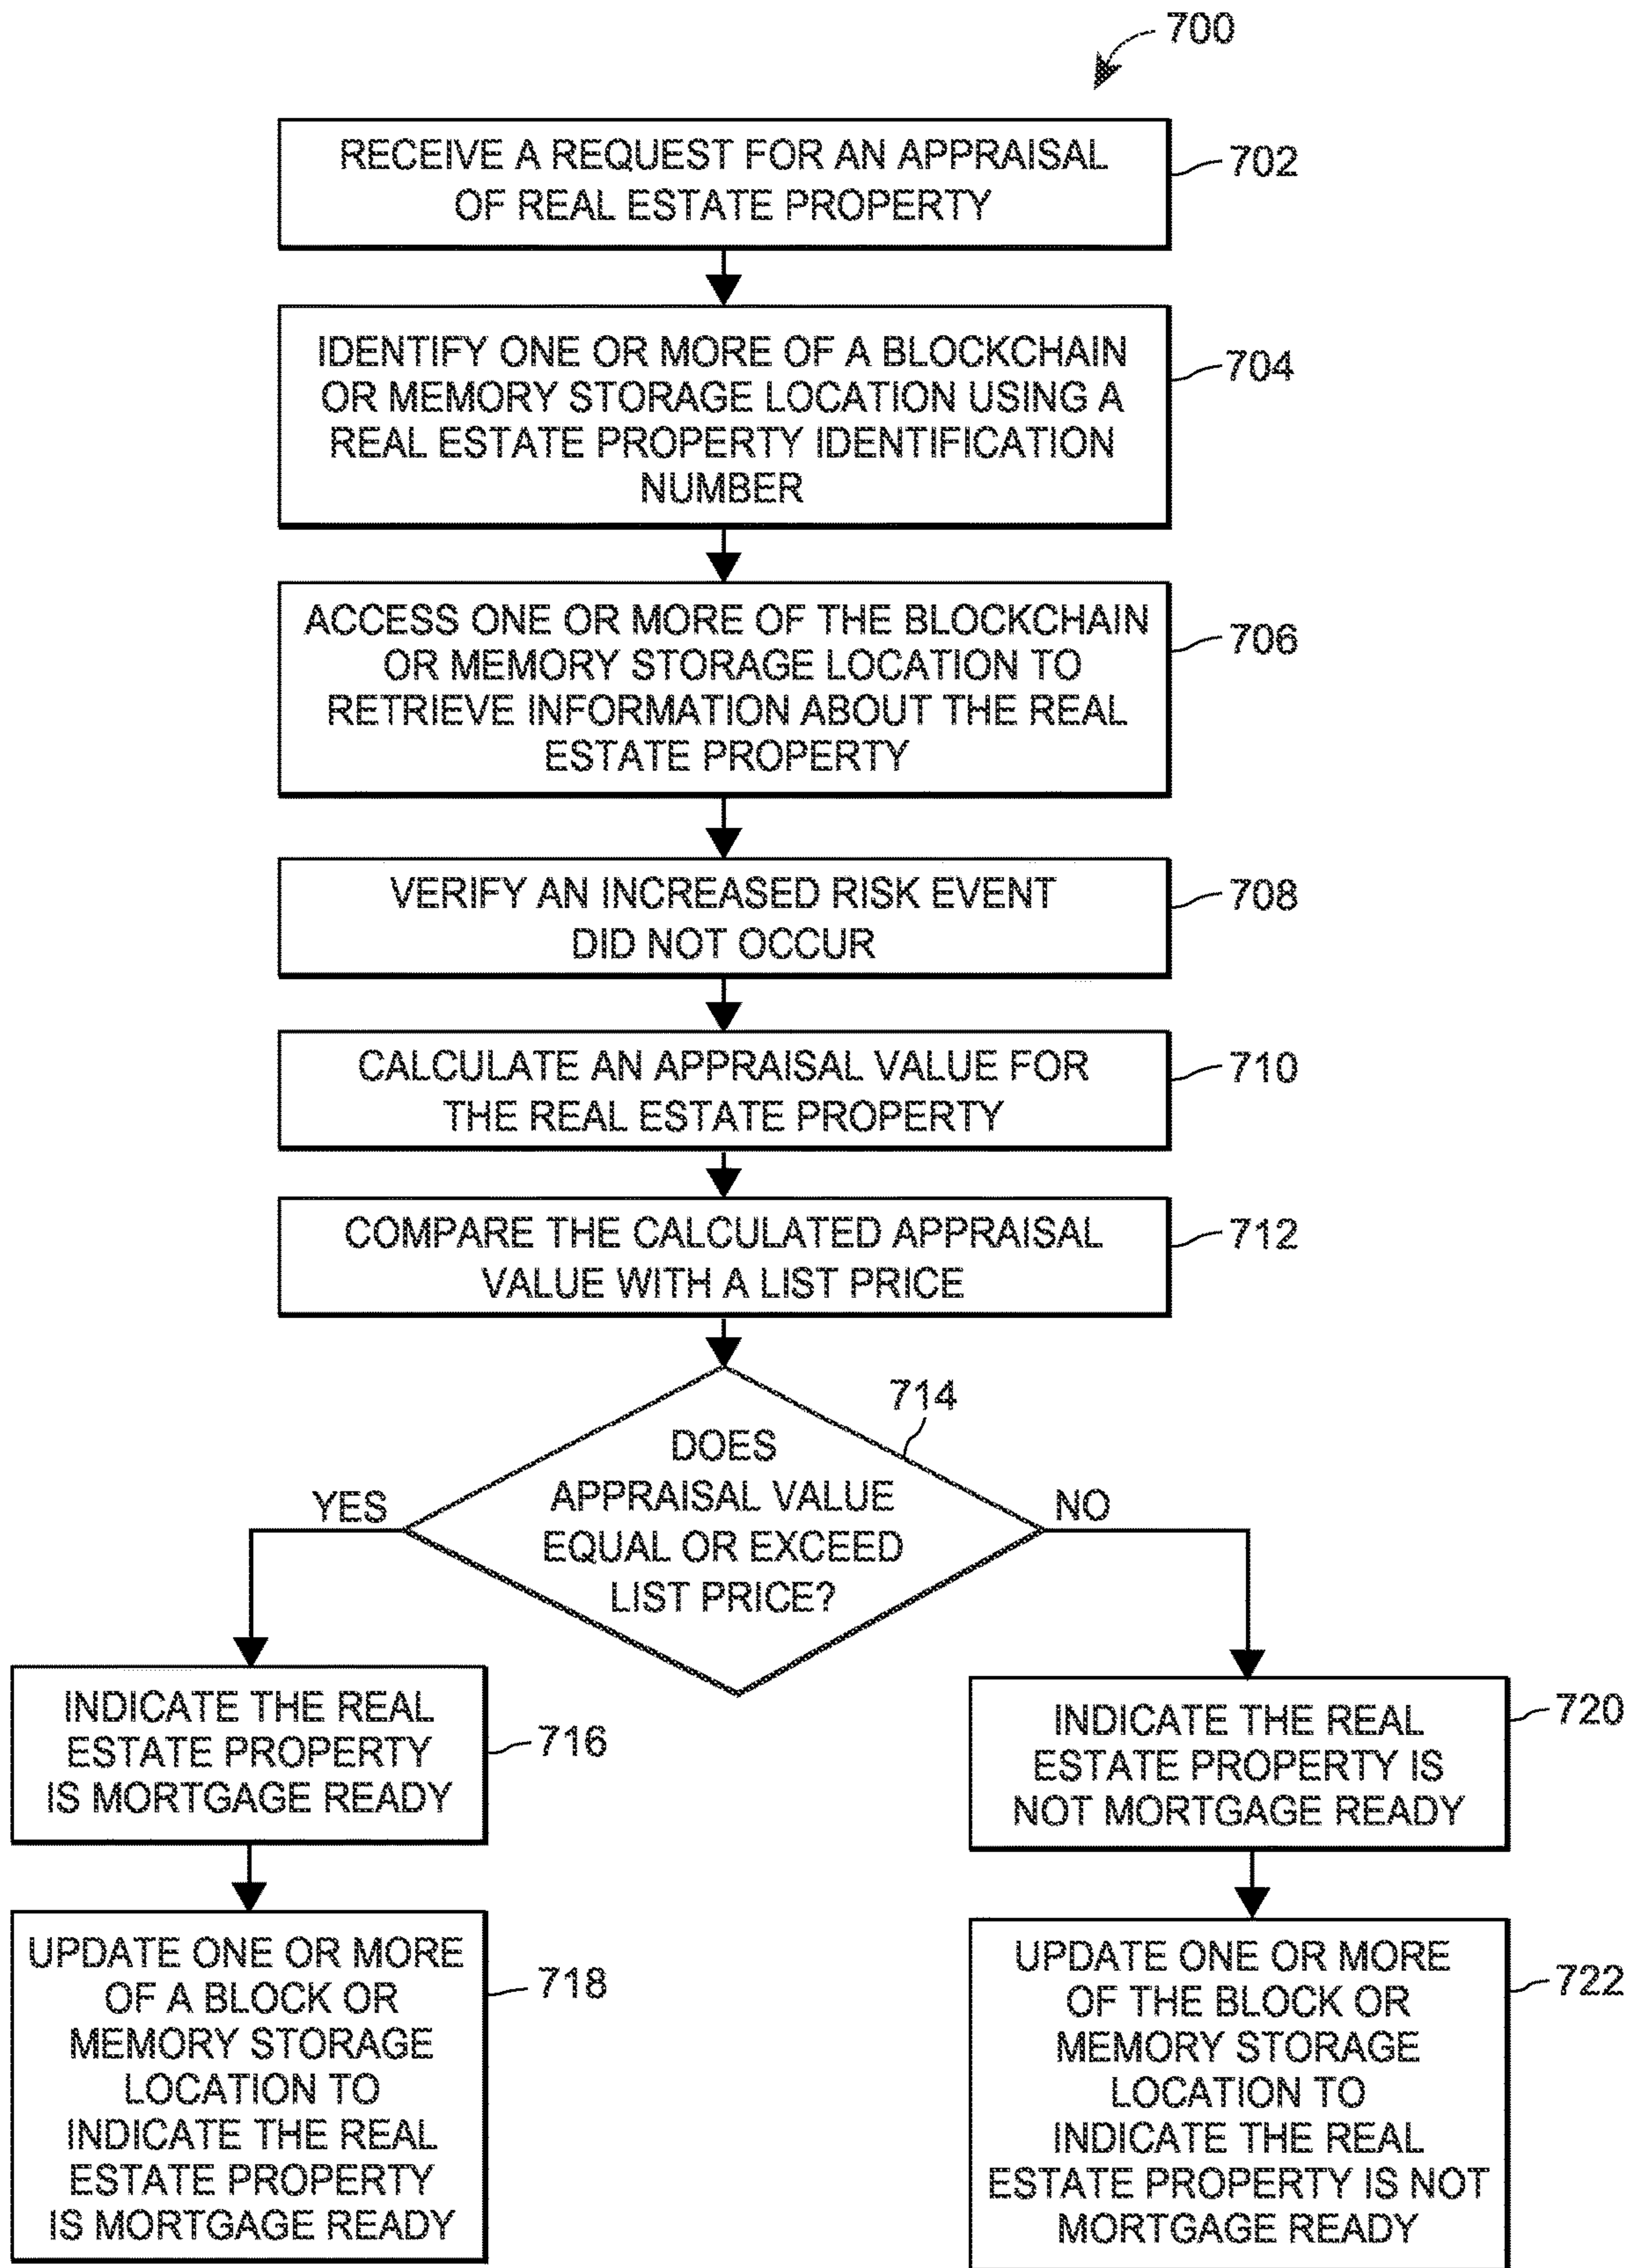 700
RECEIVE A REQUEST FOR AN APPRAISAL
OF REAL ESTATE PROPERTY
702
IDENTIFY ONE OR MORE OF A BLOCKCHAIN
OR MEMORY STORAGE LOCATION USING A
REAL ESTATE PROPERTY IDENTIFICATION
NUMBER
704
ACCESS ONE OR MORE OF THE BLOCKCHAIN
OR MEMORY STORAGE LOCATION TO
RETRIEVE INFORMATION ABOUT THE REAL
ESTATE PROPERTY
706
VERIFY AN INCREASED RISK EVENT
DID NOT OCCUR
708
CALCULATE AN APPRAISAL VALUE FOR
THE REAL ESTATE PROPERTY
710
COMPARE THE CALCULATED APPRAISAL
VALUE WITH A LIST PRICE
712
714
DOES
APPRAISAL VALUE
EQUAL OR EXCEED
LIST PRICE?
YES
NO
INDICATE THE REAL
ESTATE PROPERTY
IS MORTGAGE READY
716
UPDATE ONE OR MORE
OF A BLOCK OR
MEMORY STORAGE
LOCATION TO
INDICATE THE REAL
ESTATE PROPERTY
IS MORTGAGE READY
718
INDICATE THE REAL
ESTATE PROPERTY IS
NOT MORTGAGE READY
720
UPDATE ONE OR MORE
OF THE BLOCK OR
MEMORY STORAGE
LOCATION TO
INDICATE THE REAL
ESTATE PROPERTY IS NOT
MORTGAGE READY
722